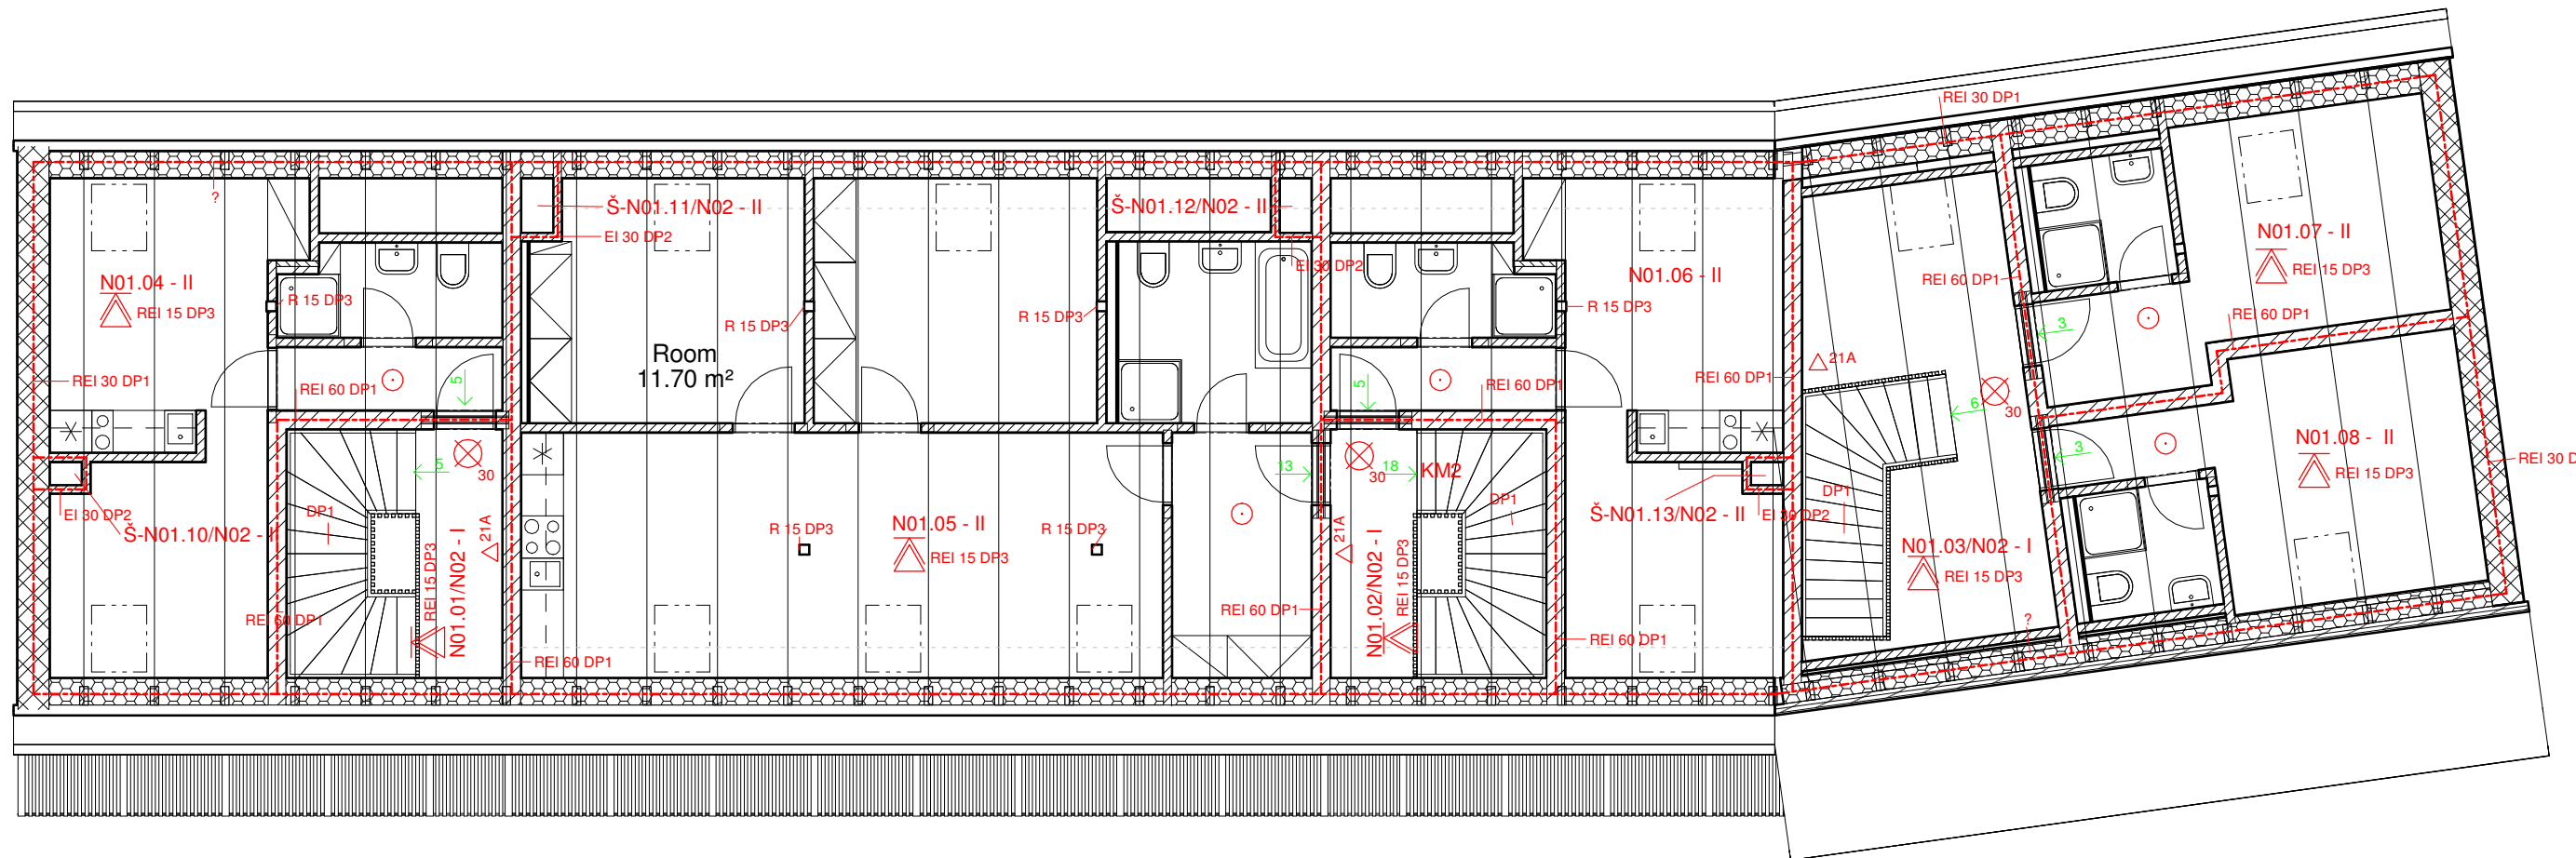 REI 30 DP1
?
Š-N01.11/N02 - II
EI 30 DP2
Š-N01.12/N02 - II
EI 30 DP2
N01.04 - II
REI 15 DP3
R 15 DP3
R 15 DP3
R 15 DP3
N01.06 - II
R 15 DP3
REI 60 DP1
N01.07 - II
REI 15 DP3
Room
11.70 m²
REI 30 DP1
REI 60 DP1
5
5
REI 60 DP1
REI 60 DP1
21A
3
REI 60 DP1
30
6
3
N01.08 - II
REI 15 DP3
REI 30 D
5
30
13
30
18
KM2
EI 30 DP2
Š-N01.10/N02 - II
DP1
21A
R 15 DP3
N01.05 - II
REI 15 DP3
R 15 DP3
21A
DP1
Š-N01.13/N02 - II
EI 30 DP2
DP1
N01.03/N02 - I
REI 15 DP3
REI 15 DP3
N01.01/N02 - I
REI 60 DP1
REI 60 DP1
REI 60 DP1
N01.02/N02 - I
REI 15 DP3
REI 60 DP1
?